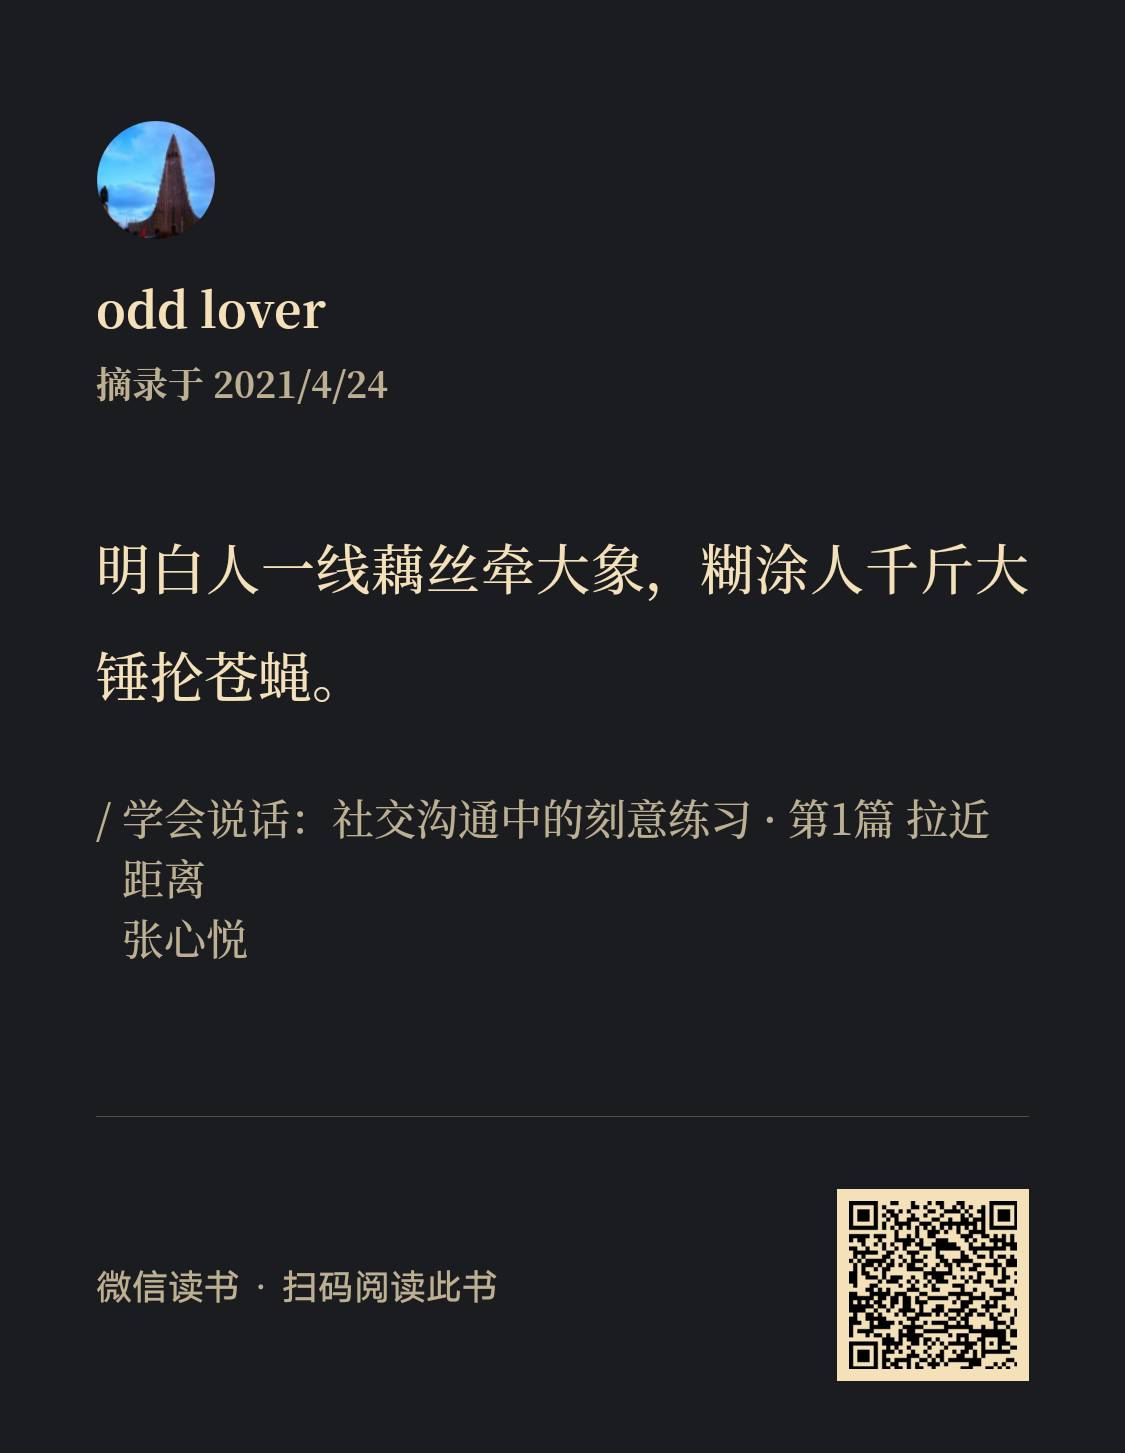 odd lover
摘录于 2021/4/24
明白人一线藕丝牵大象，糊涂人千斤大
锤抡苍蝇。
/ 学会说话：社交沟通中的刻意练习 · 第1篇 拉近
距离
张心悦
微信读书 · 扫码阅读此书